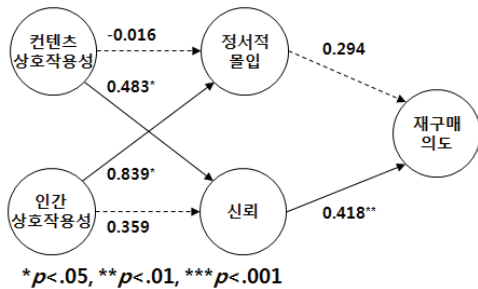 컨텐츠
상호작용성
-0.016
0.483*
정서적
몰입
0.294
재구매
의도
인간
상호작용성
0.839*
0.359
신뢰
0.418**
*p<.05, **p<.01, ***p<.001